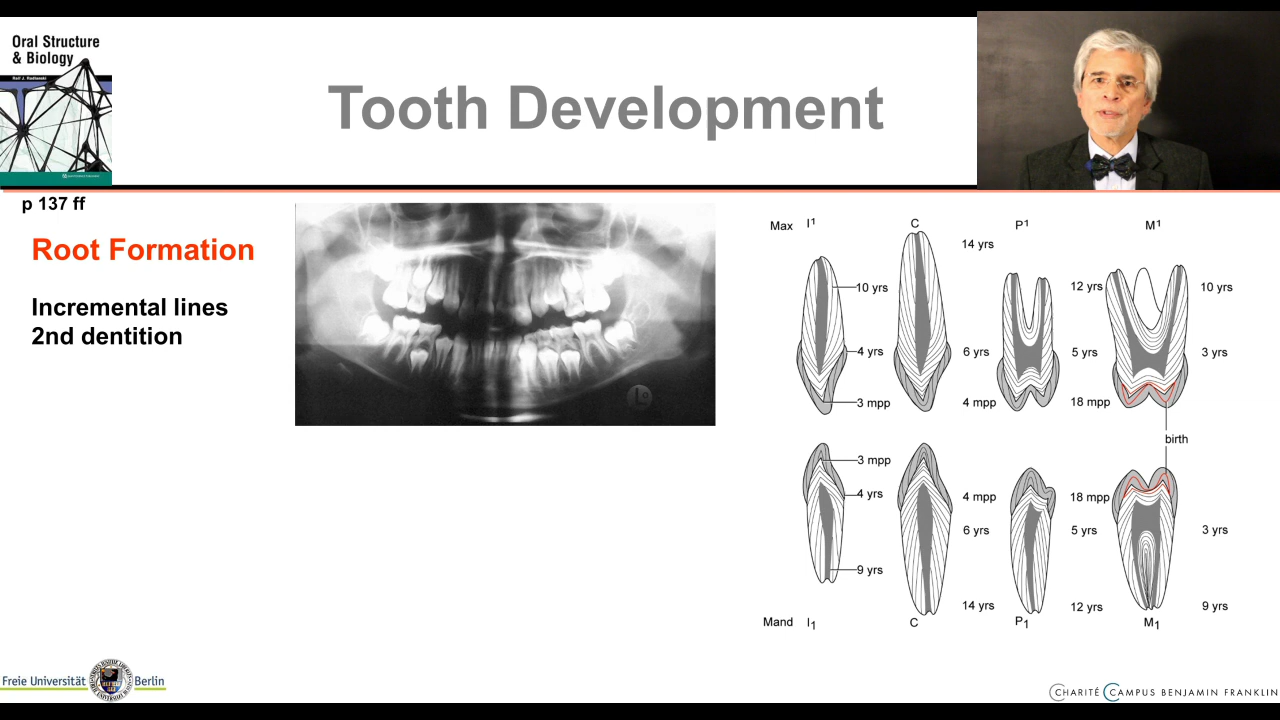 Oral Structure
& Biology
Ralf J. Radlanski
Tooth Development
p 137 ff
Root Formation
Incremental lines
2nd dentition
Max I¹ C P¹ M¹
14 yrs
10 yrs 12 yrs 10 yrs
4 yrs 6 yrs 5 yrs 3 yrs
3 mpp 4 mpp 18 mpp
birth
3 mpp
4 yrs 4 mpp 18 mpp
6 yrs 5 yrs 3 yrs
9 yrs
14 yrs 12 yrs 9 yrs
Mand I₁ C P₁ M₁
Freie Universität Berlin
CHARITÉ CAMPUS BENJAMIN FRANKLIN